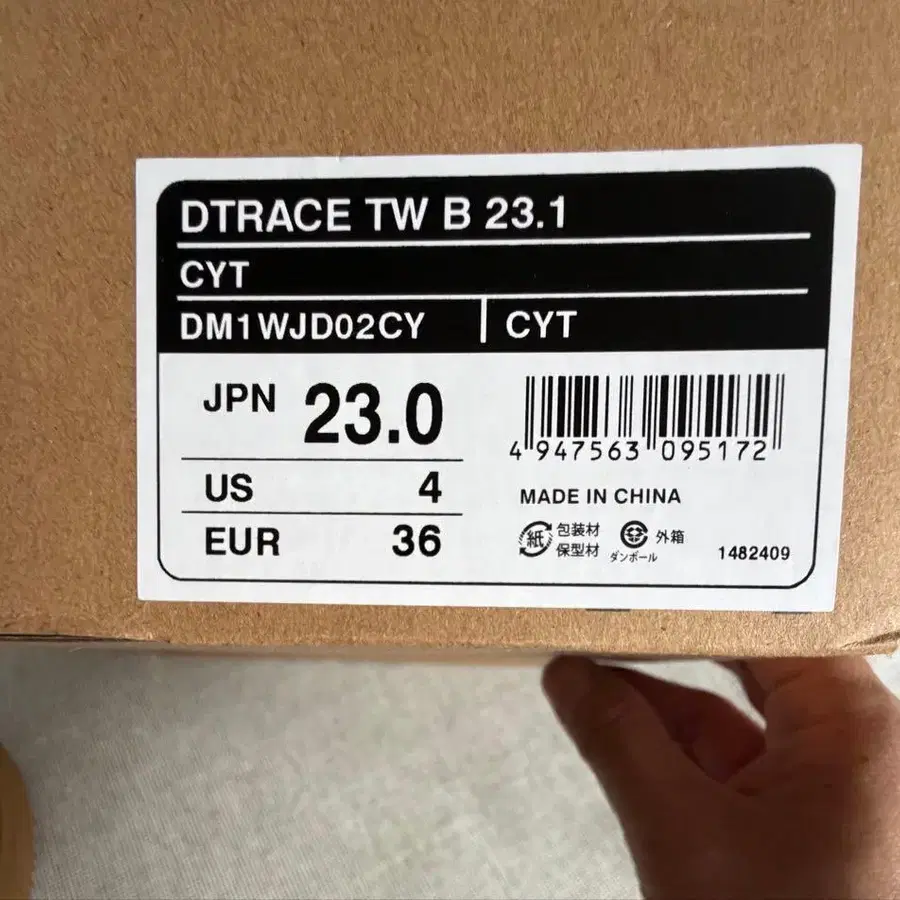 DTRACE TW B 23.1
CYT
DM1WJD02CY CYT
JPN 23.0
US 4
EUR 36
4 947563 095172
MADE IN CHINA
紙 包装材
保型材
ダンボール 外箱
1482409